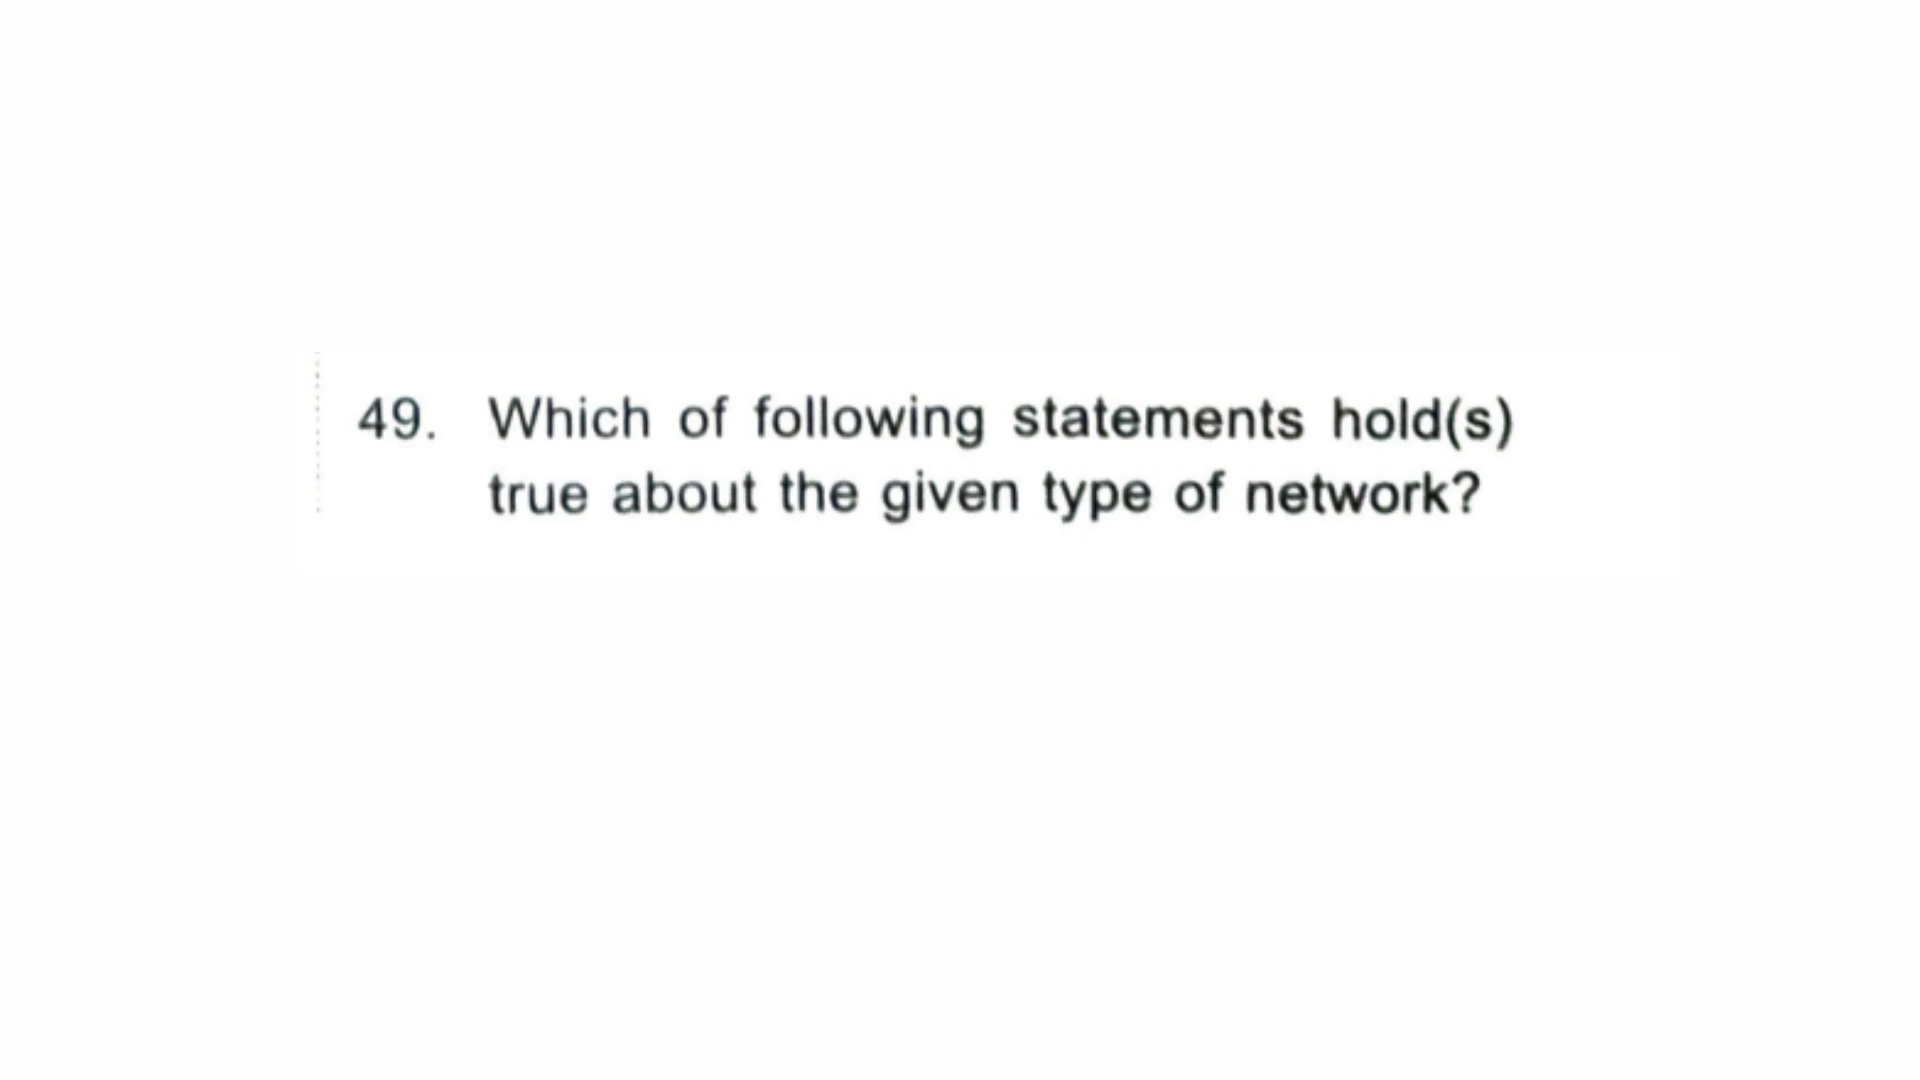 49. Which of following statements hold(s)
true about the given type of network?